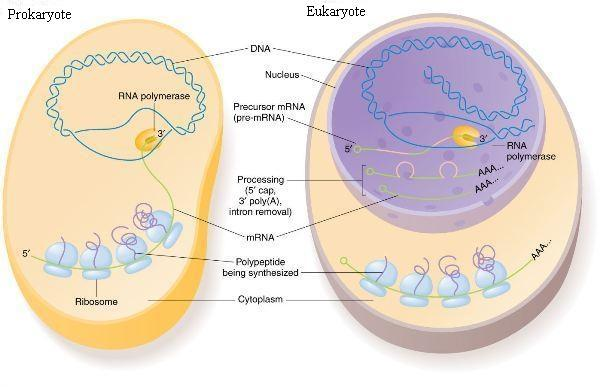 Prokaryote
Eukaryote
DNA
Nucleus
RNA polymerase
3'
Precursor mRNA
(pre-mRNA)
5'
3'
RNA
polymerase
Processing
(5' cap,
3' poly(A),
intron removal)
AAA...
AAA...
mRNA
5'
Polypeptide
being synthesized
AAA...
Ribosome
Cytoplasm